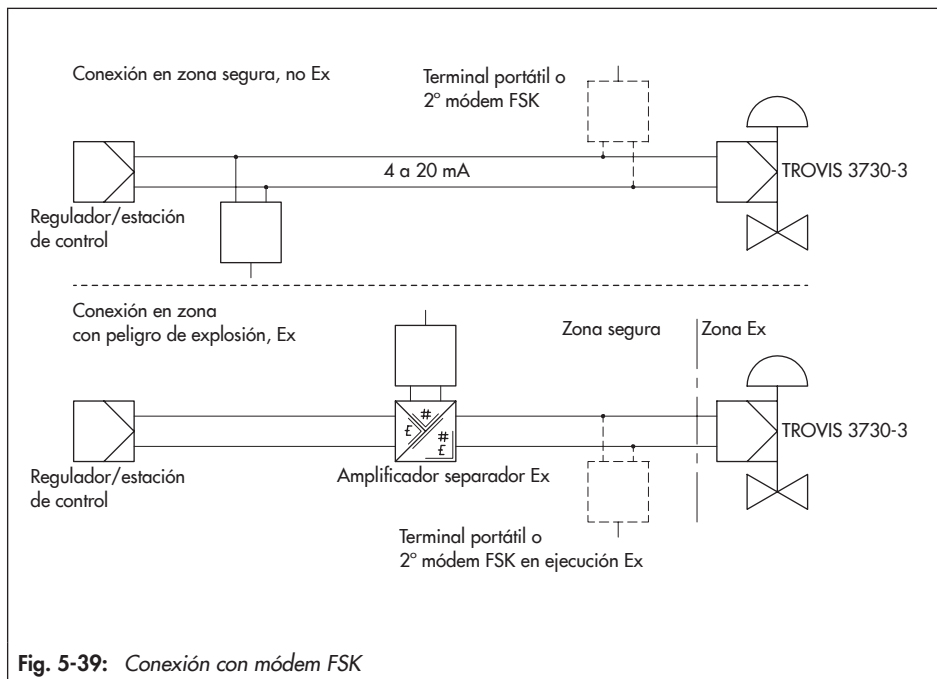 Conexión en zona segura, no Ex
Terminal portátil o
2º módem FSK
4 a 20 mA
TROVIS 3730-3
Regulador/estación
de control
Conexión en zona
con peligro de explosión, Ex
Zona segura
Zona Ex
#
£
#
£
TROVIS 3730-3
Regulador/estación
de control
Amplificador separador Ex
Terminal portátil o
2º módem FSK en ejecución Ex
Fig. 5-39: Conexión con módem FSK